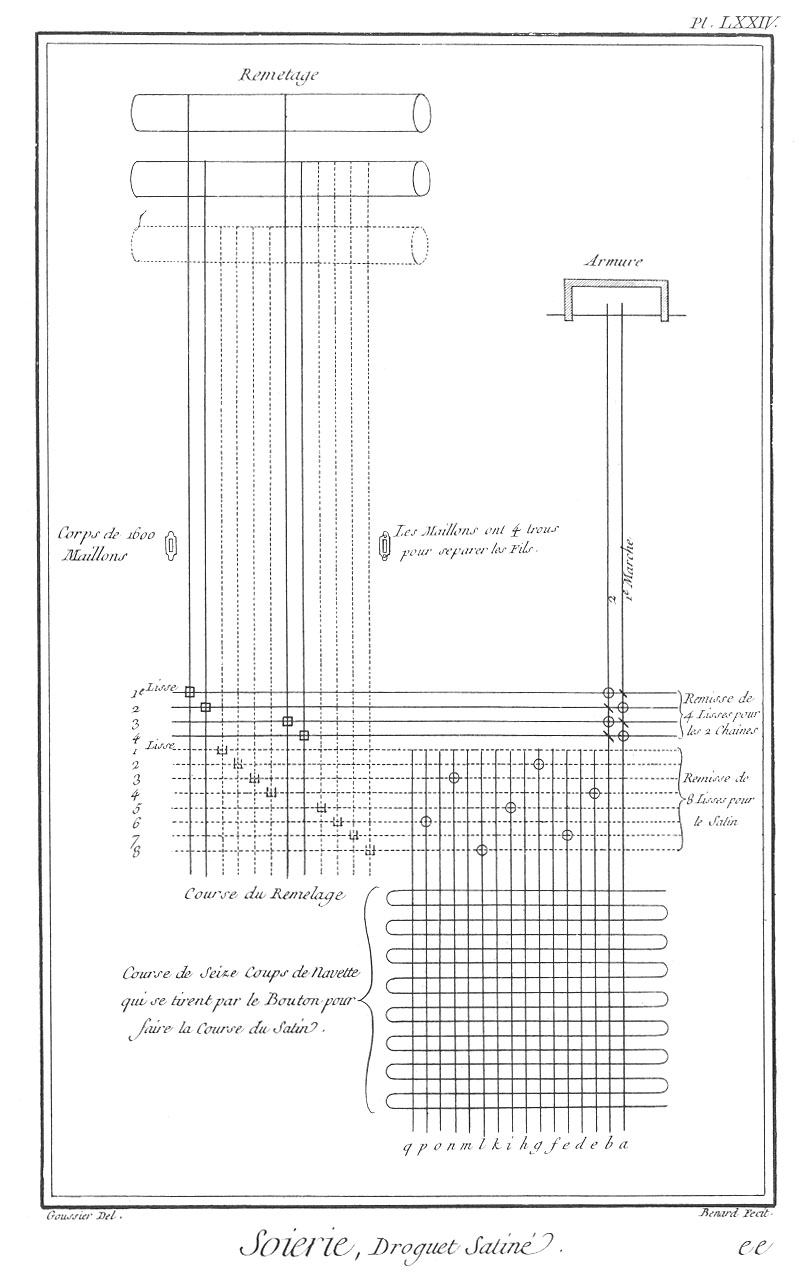 Pl. LXXIV.
Remetage
Armure
Corps de 1600
Maillons
Les Maillons ont 4 trous
pour separer les Fils.
2
1e Marche
1e Lisse
2
3
4
Remisse de
4 Lisses pour
les 2 Chaines
1 Lisse
2
3
4
5
6
7
8
Remisse de
8 Lisses pour
le Satin
Course du Remetage
Course de Seize Coups de Navette
qui se tirent par le Bouton pour
faire la Course du Satin.
q p o n m l k i h g f e d e b a
Goussier Del.
Benard Fecit.
Soierie, Droguet Satiné.
ee